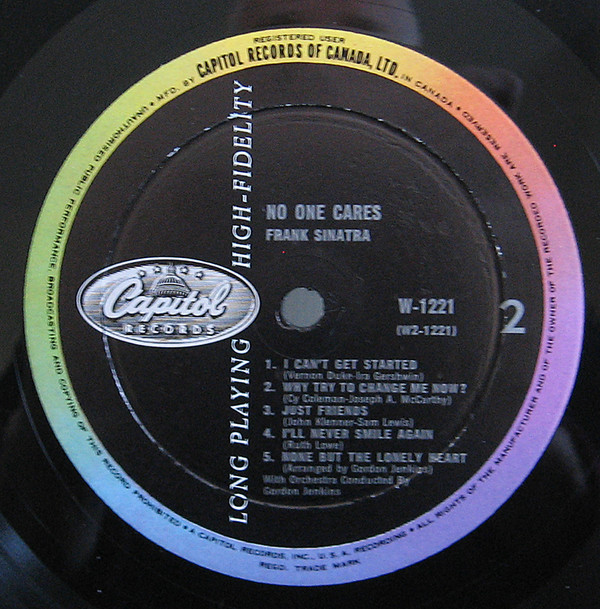 REGISTERED USER
MFD. BY CAPITOL RECORDS OF CANADA, LTD. IN CANADA • ALL RIGHTS OF THE MANUFACTURER AND OF THE OWNER OF THE RECORDED WORK ARE RESERVED
UNAUTHORISED PUBLIC PERFORMANCE, BROADCASTING AND COPYING OF THIS RECORD PROHIBITED • A CAPITOL RECORDS, INC., U.S.A. RECORDING •
REGD. TRADE MARK
LONG PLAYING HIGH-FIDELITY
Capitol
RECORDS
NO ONE CARES
FRANK SINATRA
W-1221
(W2-1221)
2
1. I CAN'T GET STARTED
(Vernon Duke-Ira Gershwin)
2. WHY TRY TO CHANGE ME NOW?
(Cy Coleman-Joseph A. McCarthy)
3. JUST FRIENDS
(John Klenner-Sam Lewis)
4. I'LL NEVER SMILE AGAIN
(Ruth Lowe)
5. NONE BUT THE LONELY HEART
(Arranged by Gordon Jenkins)
With Orchestra Conducted By
Gordon Jenkins